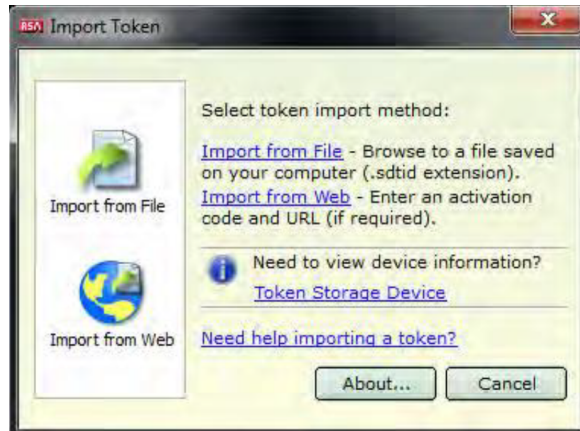 RSA Import Token
Select token import method:
Import from File - Browse to a file saved
on your computer (.sdtid extension).
Import from Web - Enter an activation
code and URL (if required).
Import from File
Need to view device information?
Token Storage Device
Import from Web
Need help importing a token?
About...
Cancel